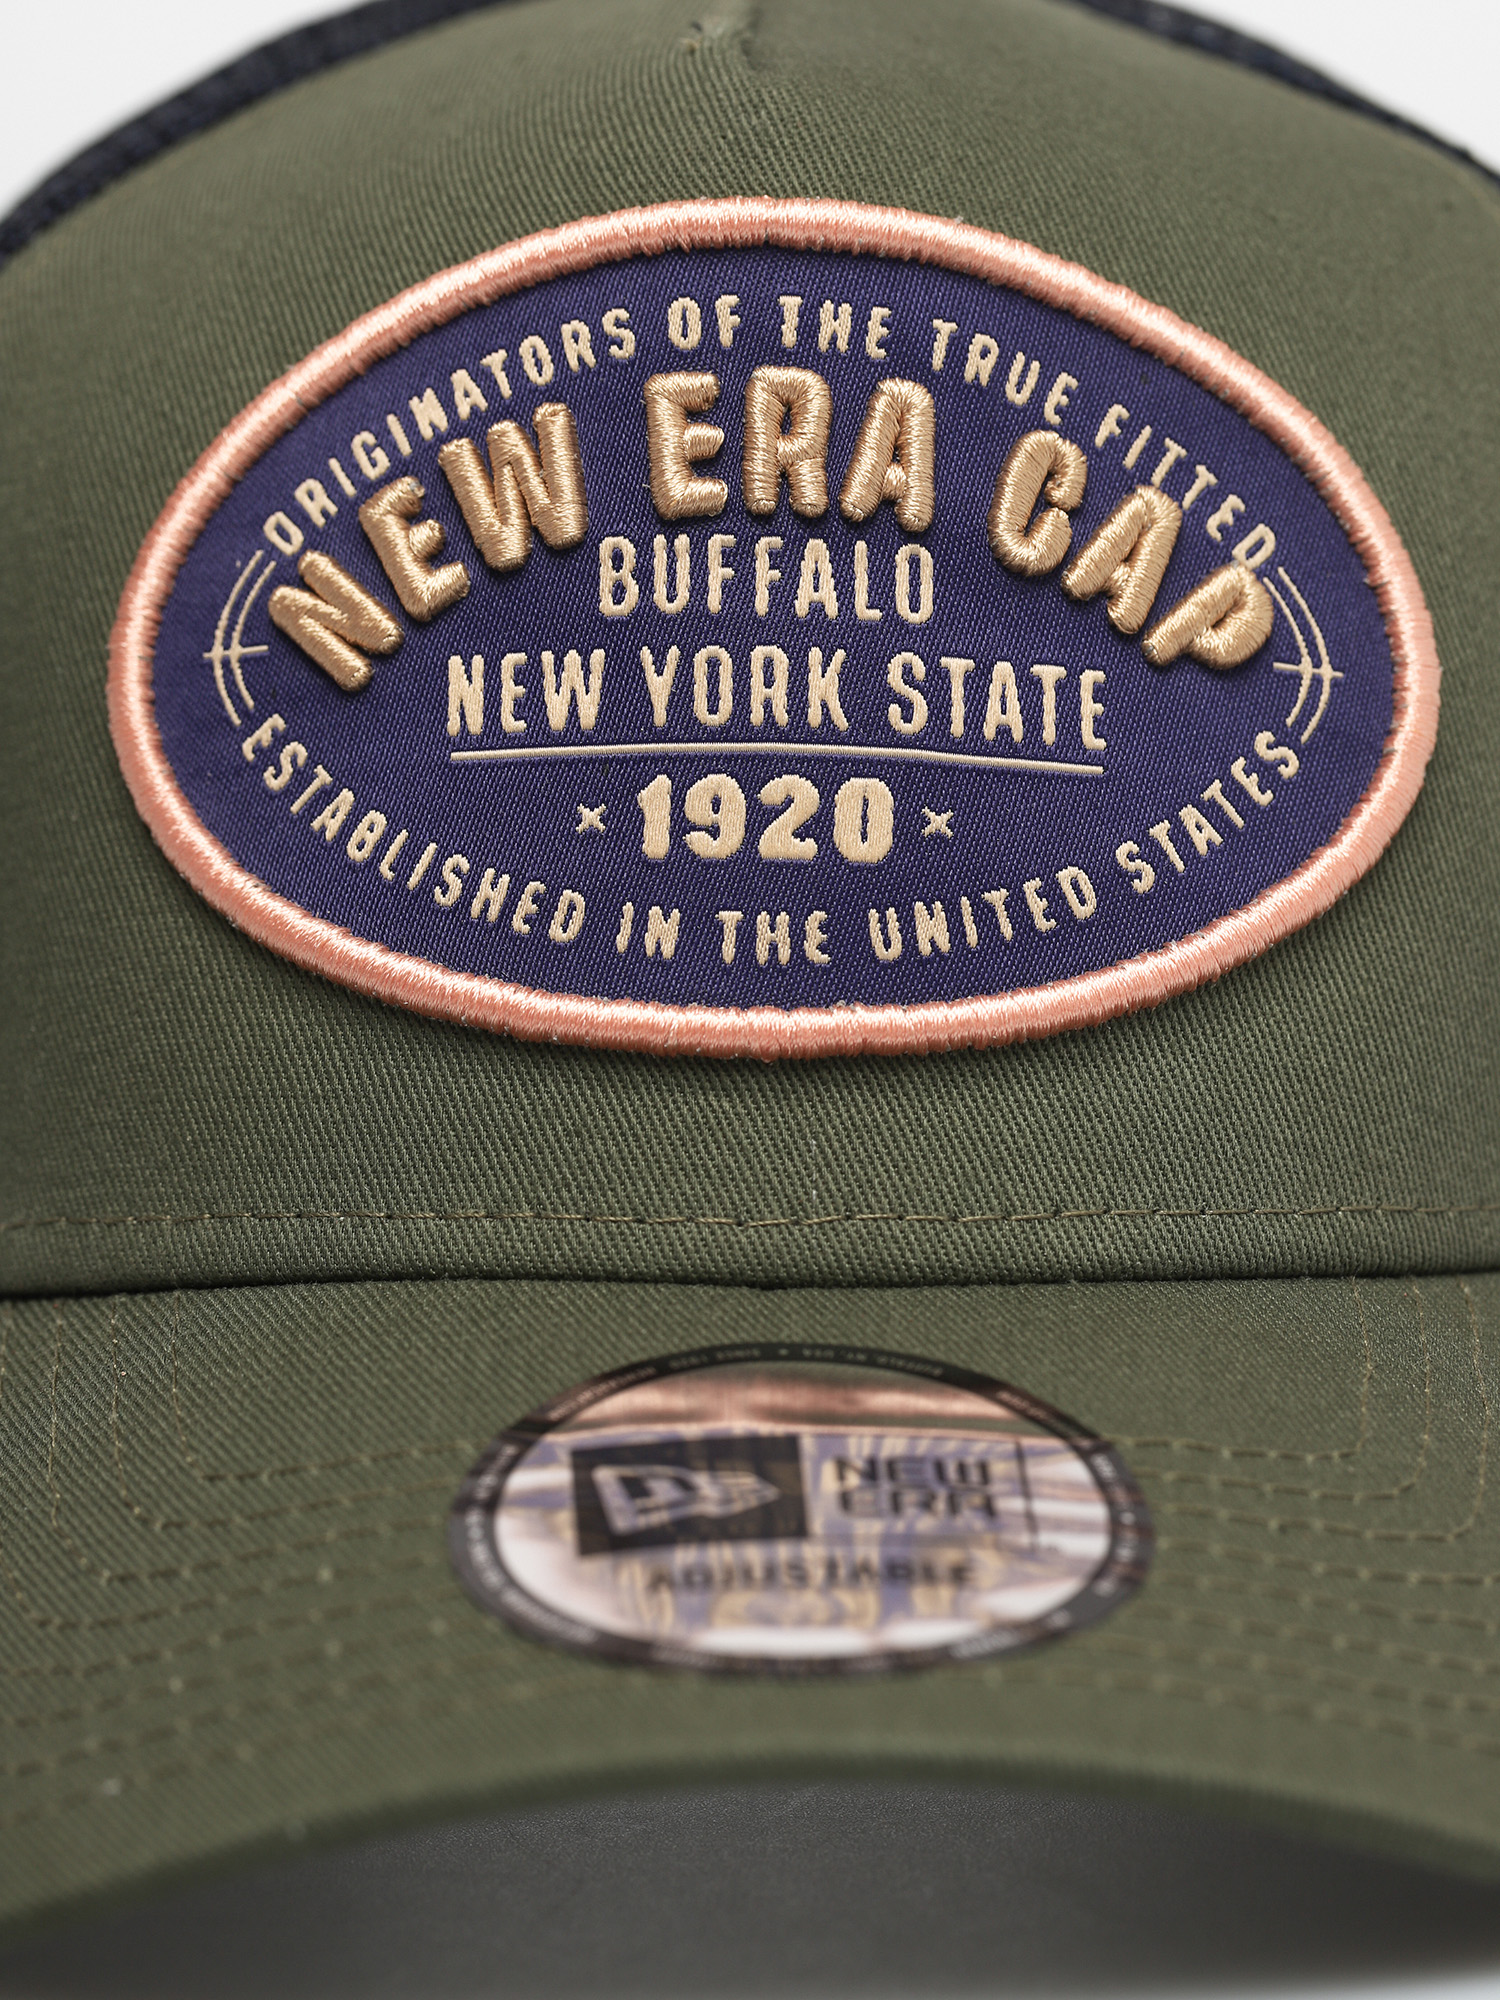 ORIGINATORS OF THE TRUE FITTED
NEW ERA CAP
BUFFALO
NEW YORK STATE
× 1920 ×
ESTABLISHED IN THE UNITED STATES
NEW
ERA
ADJUSTABLE